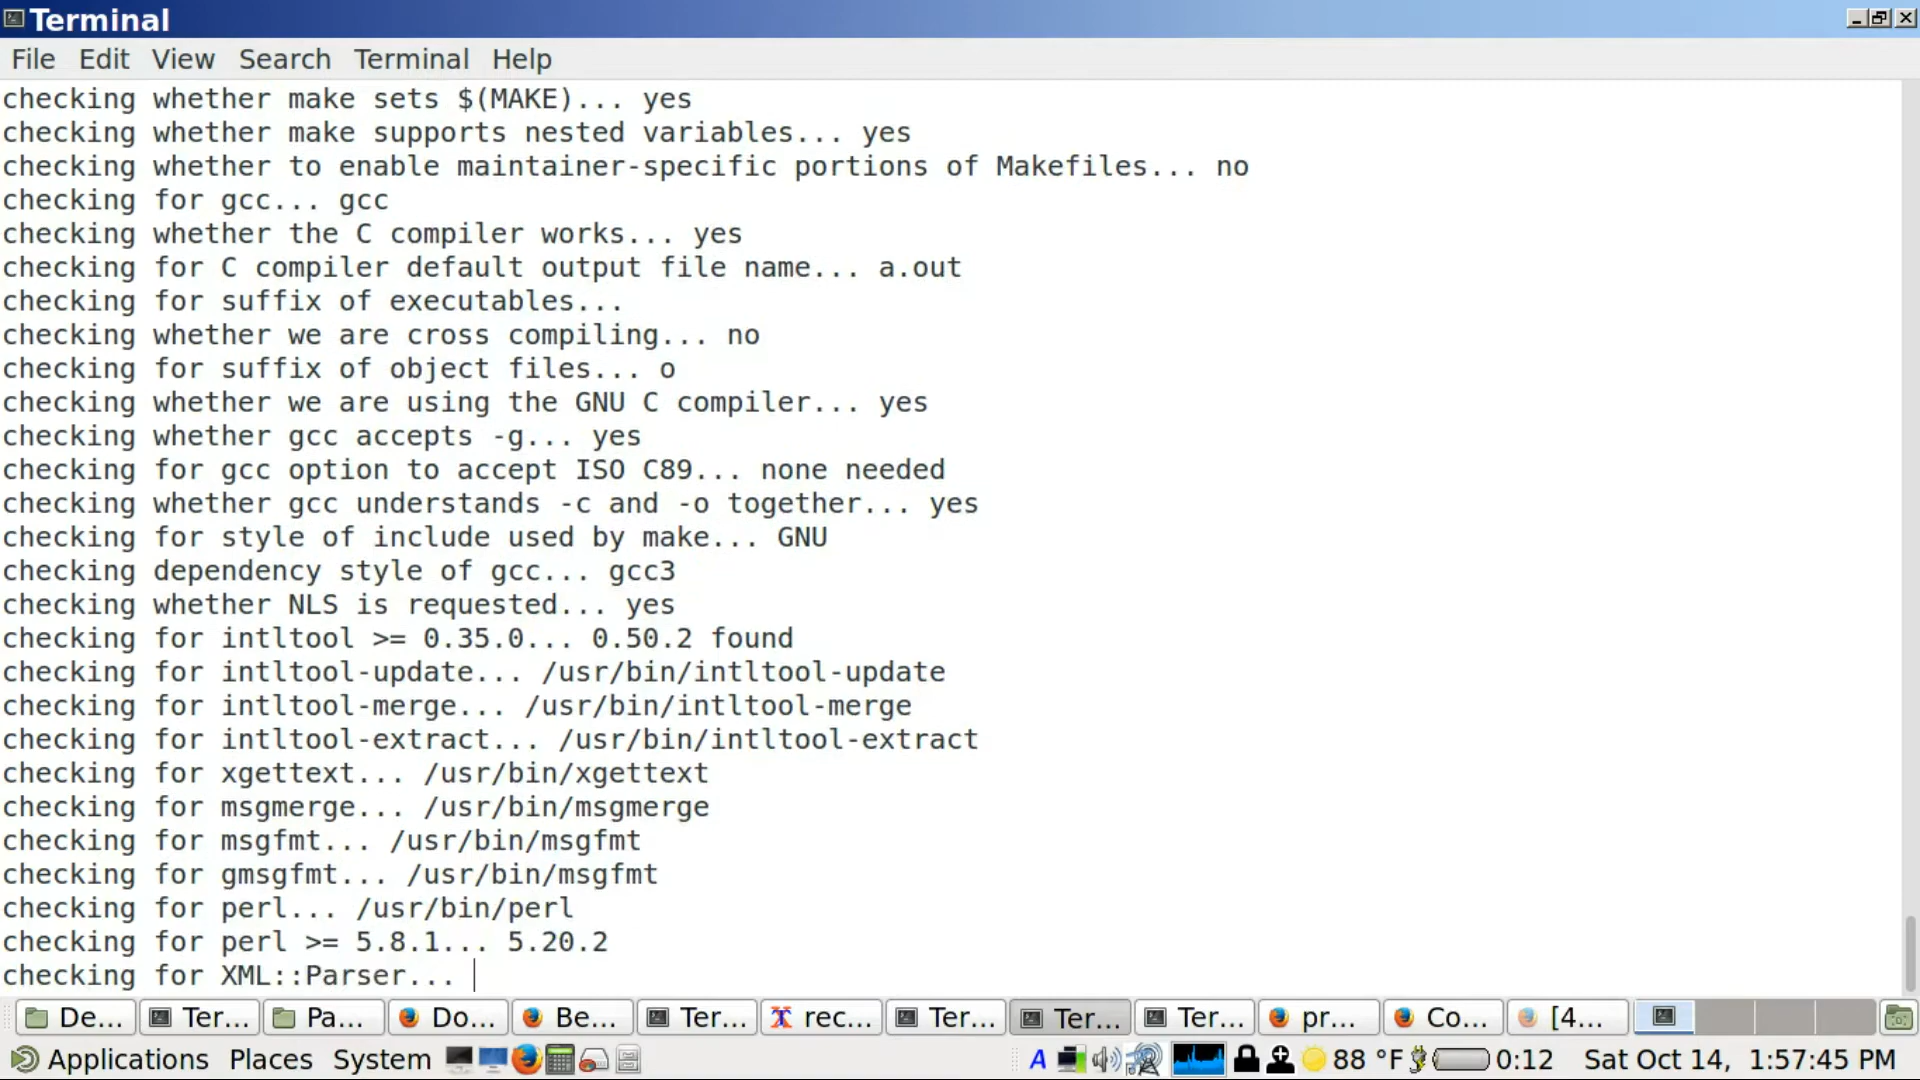 Terminal
File Edit View Search Terminal Help
checking whether make sets $(MAKE)... yes
checking whether make supports nested variables... yes
checking whether to enable maintainer-specific portions of Makefiles... no
checking for gcc... gcc
checking whether the C compiler works... yes
checking for C compiler default output file name... a.out
checking for suffix of executables...
checking whether we are cross compiling... no
checking for suffix of object files... o
checking whether we are using the GNU C compiler... yes
checking whether gcc accepts -g... yes
checking for gcc option to accept ISO C89... none needed
checking whether gcc understands -c and -o together... yes
checking for style of include used by make... GNU
checking dependency style of gcc... gcc3
checking whether NLS is requested... yes
checking for intltool >= 0.35.0... 0.50.2 found
checking for intltool-update... /usr/bin/intltool-update
checking for intltool-merge... /usr/bin/intltool-merge
checking for intltool-extract... /usr/bin/intltool-extract
checking for xgettext... /usr/bin/xgettext
checking for msgmerge... /usr/bin/msgmerge
checking for msgfmt... /usr/bin/msgfmt
checking for gmsgfmt... /usr/bin/msgfmt
checking for perl... /usr/bin/perl
checking for perl >= 5.8.1... 5.20.2
checking for XML::Parser...
De... Ter... Pa... Do... Be... Ter... rec... Ter... Ter... Ter... pr... Co... [4...
Applications Places System A 88 °F 0:12 Sat Oct 14, 1:57:45 PM